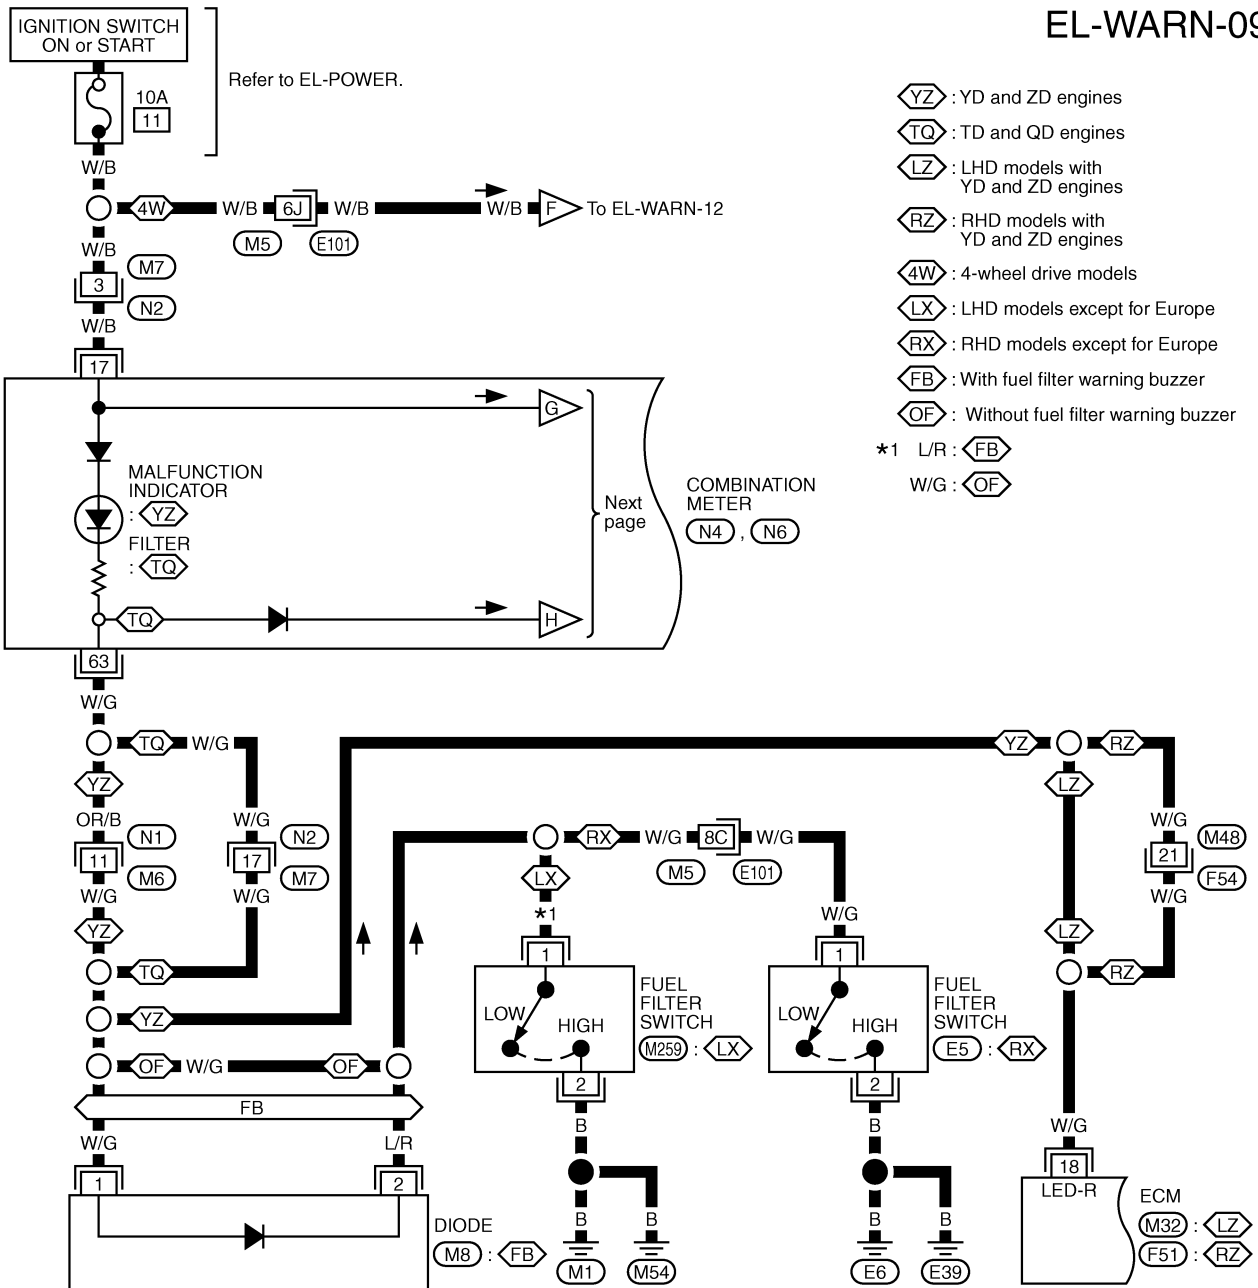 EL-WARN-09
IGNITION SWITCH
ON or START
Refer to EL-POWER.
10A
11
W/B
4W W/B 6J W/B W/B F To EL-WARN-12
M5 E101
W/B
M7
3
N2
W/B
17
YZ : YD and ZD engines
TQ : TD and QD engines
LZ : LHD models with
YD and ZD engines
RZ : RHD models with
YD and ZD engines
4W : 4-wheel drive models
LX : LHD models except for Europe
RX : RHD models except for Europe
FB : With fuel filter warning buzzer
OF : Without fuel filter warning buzzer
*1 L/R : FB
W/G : OF
G
MALFUNCTION
INDICATOR
: YZ
FILTER
: TQ
Next
page
COMBINATION
METER
N4 , N6
TQ H
63
W/G
TQ W/G
YZ
OR/B
N1
11
M6
W/G
YZ
W/G
N2
17
M7
W/G
TQ
YZ
OF W/G OF
FB
W/G L/R
1 2
DIODE
M8 : FB
RX W/G 8C W/G
M5 E101
LX
*1
1
LOW
HIGH
2
FUEL
FILTER
SWITCH
M259 : LX
B
B B
M1 M54
W/G
1
LOW
HIGH
2
FUEL
FILTER
SWITCH
E5 : RX
B
B B
E6 E39
YZ RZ
LZ
W/G
M48
21
F54
W/G
LZ
RZ
W/G
18
LED-R
ECM
M32 : LZ
F51 : RZ